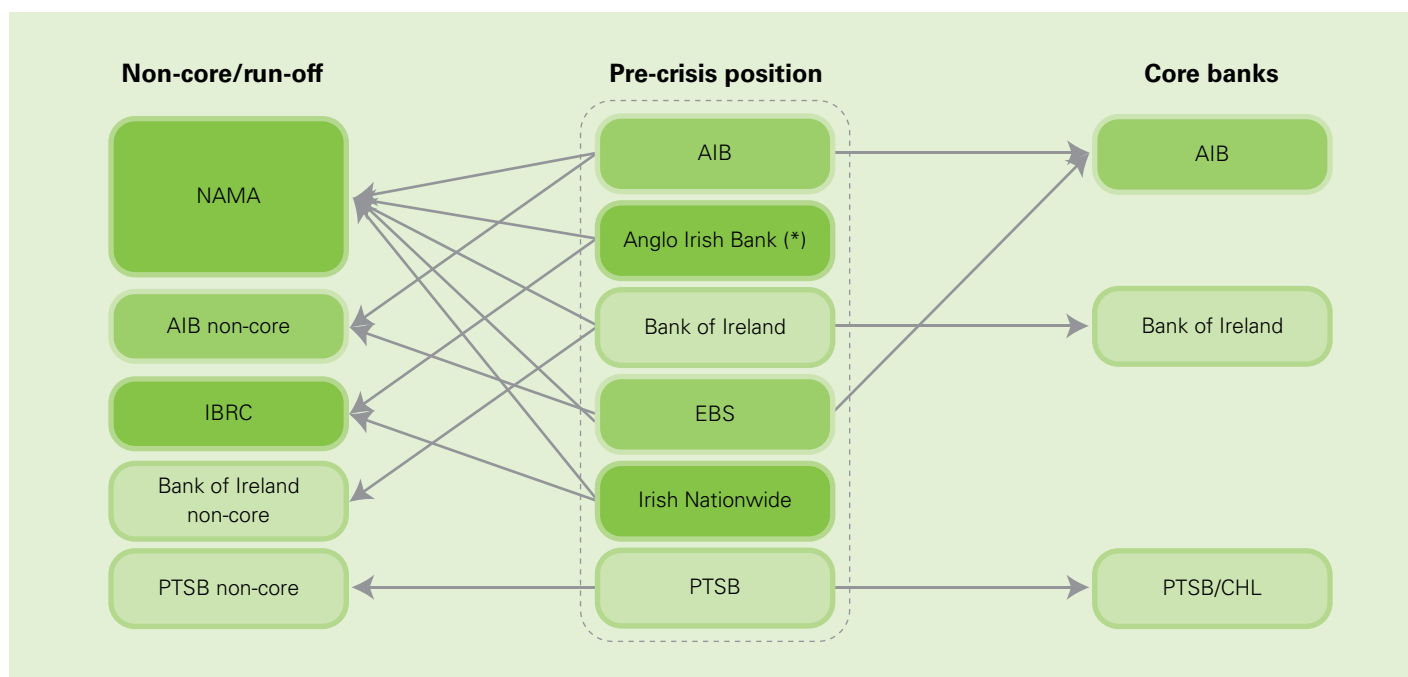 Non-core/run-off
Pre-crisis position
Core banks
NAMA
AIB non-core
IBRC
Bank of Ireland
non-core
PTSB non-core
AIB
Anglo Irish Bank (*)
Bank of Ireland
EBS
Irish Nationwide
PTSB
AIB
Bank of Ireland
PTSB/CHL